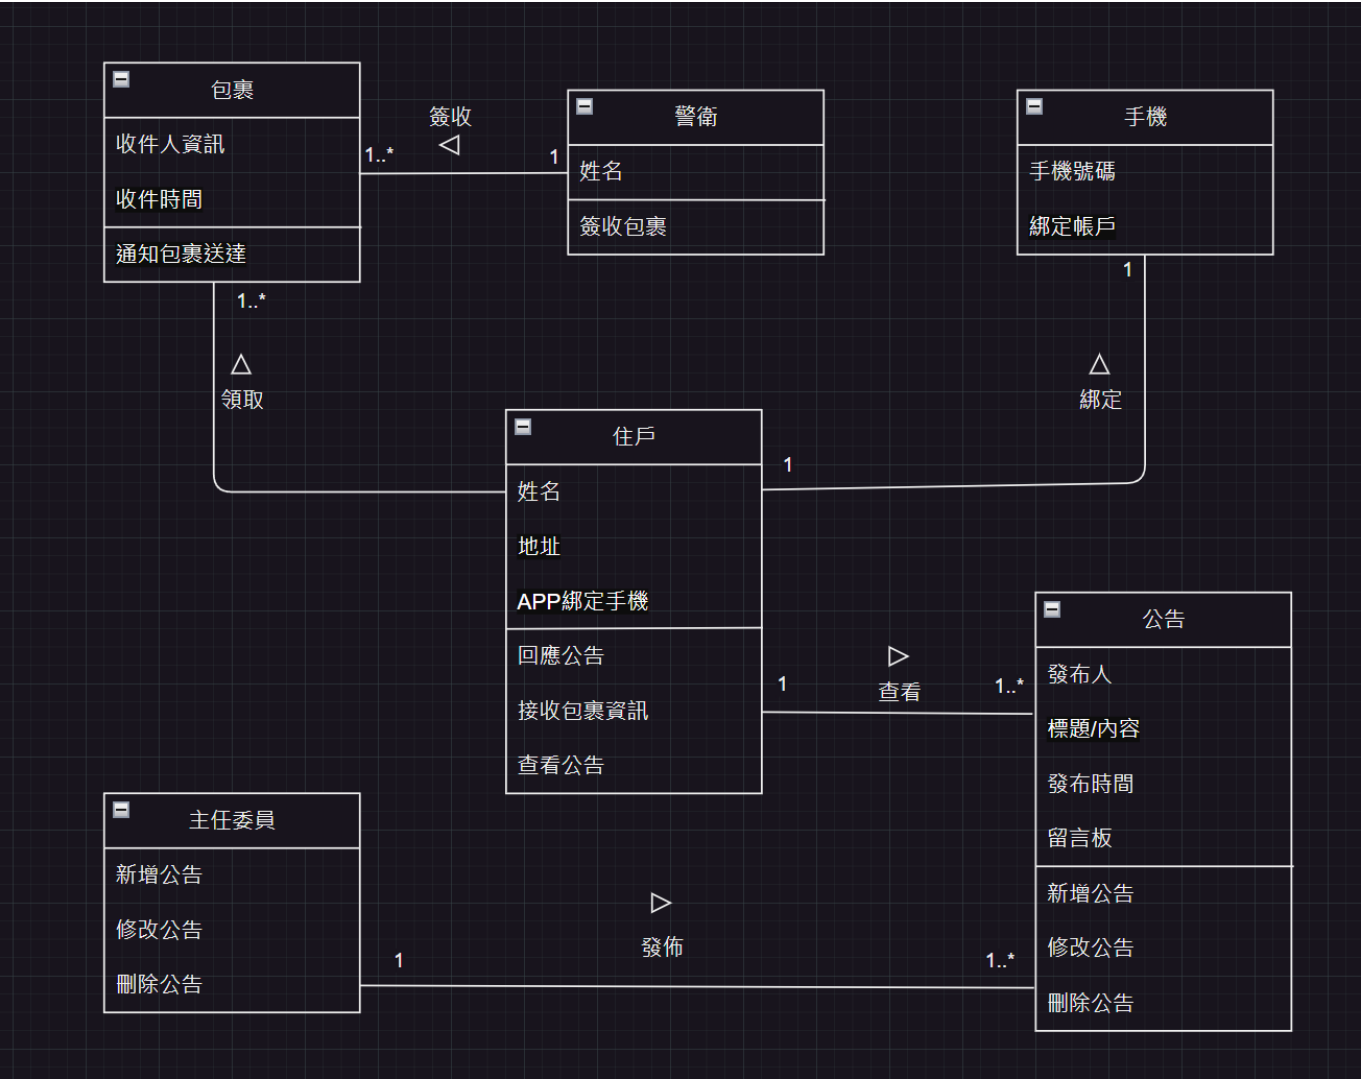 包裹
收件人資訊
收件時間
通知包裹送達
簽收
1..*
1
警衛
姓名
簽收包裹
手機
手機號碼
綁定帳戶
1
1..*
領取
綁定
住戶
姓名
地址
APP綁定手機
回應公告
接收包裹資訊
查看公告
1
1
查看
1..*
公告
發布人
標題/內容
發布時間
留言板
新增公告
修改公告
刪除公告
主任委員
新增公告
修改公告
刪除公告
1
發佈
1..*